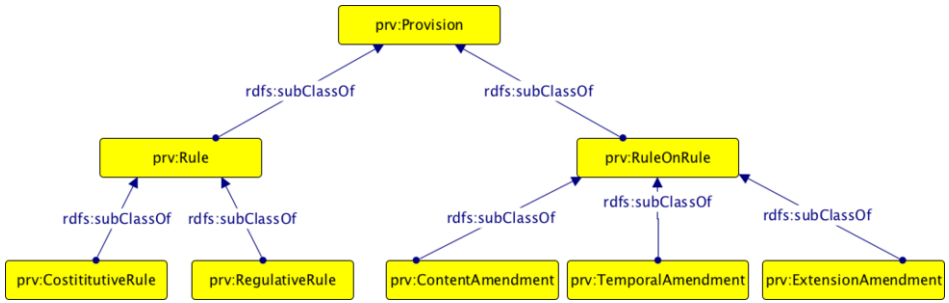 prv:Provision
rdfs:subClassOf rdfs:subClassOf
prv:Rule prv:RuleOnRule
rdfs:subClassOf rdfs:subClassOf rdfs:subClassOf rdfs:subClassOf rdfs:subClassOf
prv:CostititutiveRule prv:RegulativeRule prv:ContentAmendment prv:TemporalAmendment prv:ExtensionAmendment